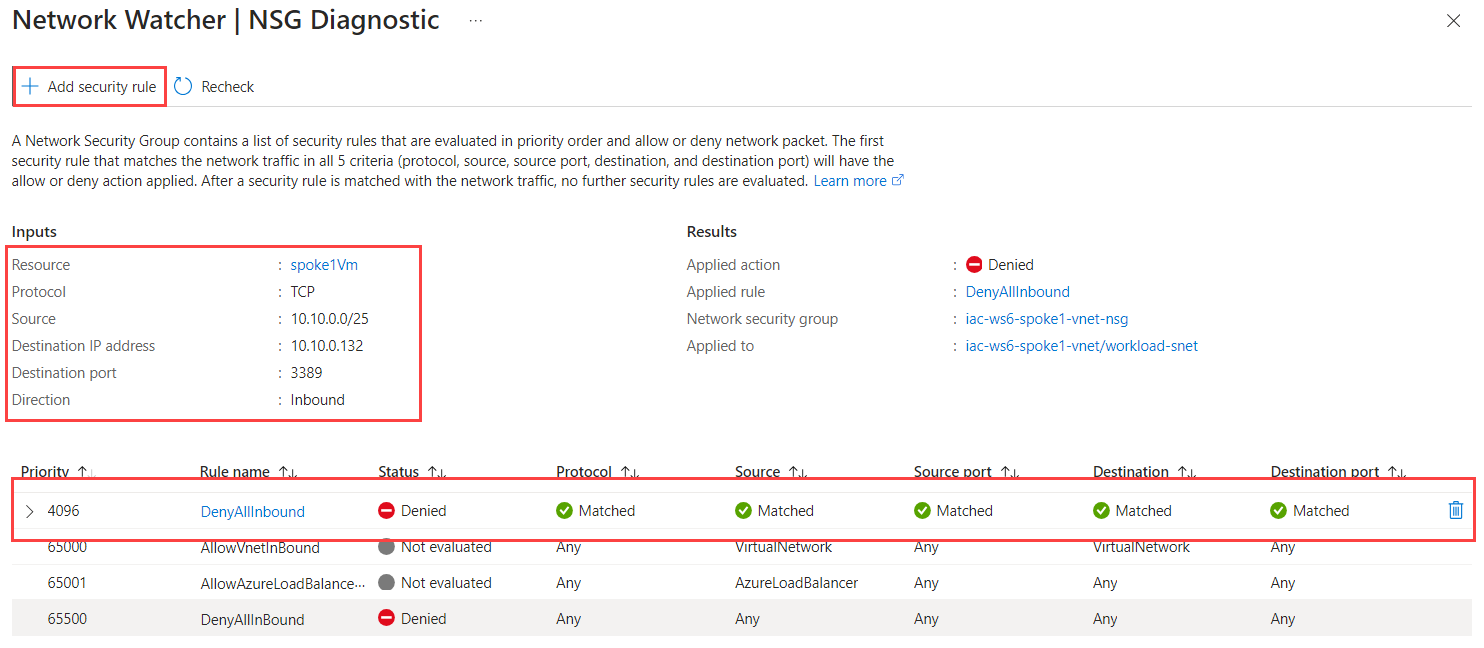 Network Watcher | NSG Diagnostic ...
Add security rule Recheck
A Network Security Group contains a list of security rules that are evaluated in priority order and allow or deny network packet. The first
security rule that matches the network traffic in all 5 criteria (protocol, source, source port, destination, and destination port) will have the
allow or deny action applied. After a security rule is matched with the network traffic, no further security rules are evaluated. Learn more
Inputs Results
Resource : spoke1Vm Applied action : Denied
Protocol : TCP Applied rule : DenyAllInbound
Source : 10.10.0.0/25 Network security group : iac-ws6-spoke1-vnet-nsg
Destination IP address : 10.10.0.132 Applied to : iac-ws6-spoke1-vnet/workload-snet
Destination port : 3389
Direction : Inbound
Priority Rule name Status Protocol Source Source port Destination Destination port
4096 DenyAllInbound Denied Matched Matched Matched Matched Matched
65000 AllowVnetInBound Not evaluated Any VirtualNetwork Any VirtualNetwork Any
65001 AllowAzureLoadBalance... Not evaluated Any AzureLoadBalancer Any Any Any
65500 DenyAllInBound Denied Any Any Any Any Any